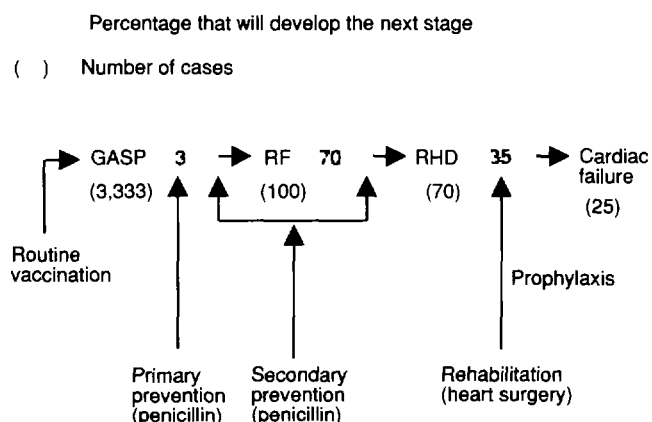 Percentage that will develop the next stage
( ) Number of cases
GASP 3 RF 70 RHD 35 Cardiac
failure
(3,333) (100) (70) (25)
Routine
vaccination
Prophylaxis
Primary
prevention
(penicillin)
Secondary
prevention
(penicillin)
Rehabilitation
(heart surgery)